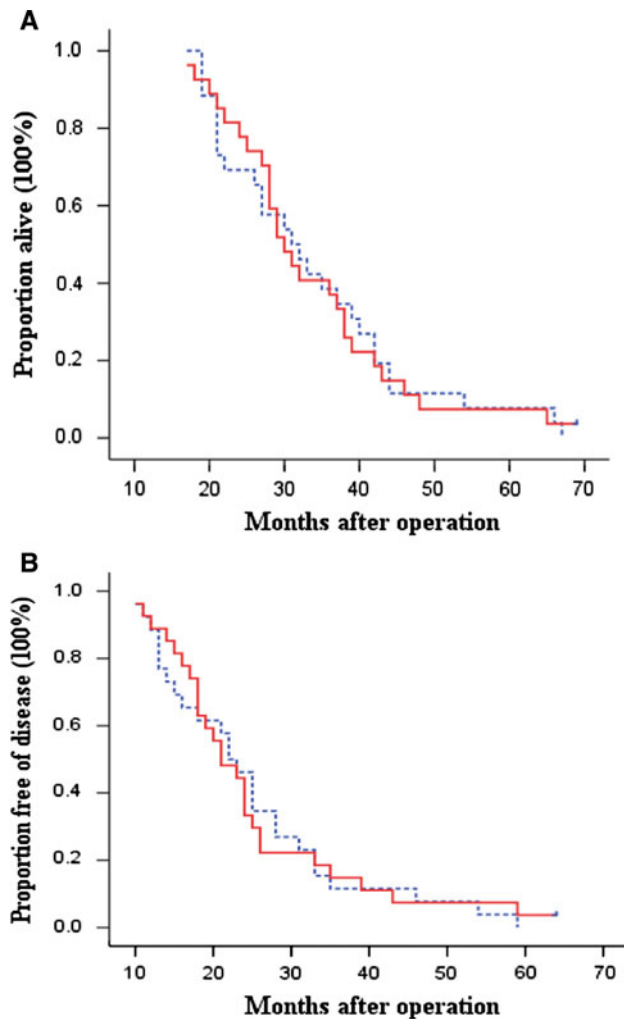 A
Proportion alive (100%)
1.0
0.8
0.6
0.4
0.2
0.0
10 20 30 40 50 60 70
Months after operation
B
Proportion free of disease (100%)
1.0
0.8
0.6
0.4
0.2
0.0
10 20 30 40 50 60 70
Months after operation